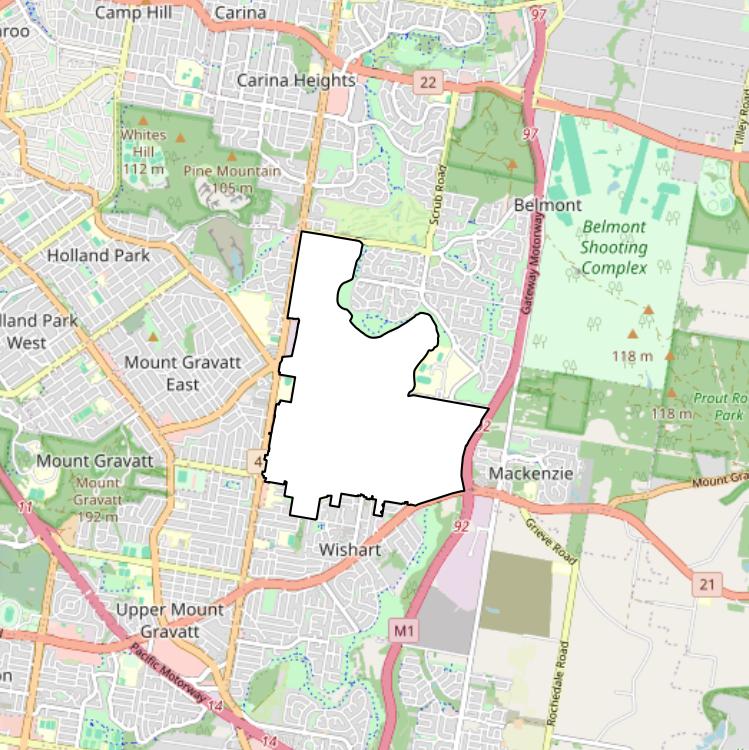 97
Camp Hill
Carina
Carina Heights
22
Tilley Road
Whites
Hill
112 m
97
Pine Mountain
105 m
Scrub Road
Belmont
Belmont
Shooting
Complex
Holland Park
Gateway Motorway
lland Park
West
118 m
Mount Gravatt
East
Prout Ro
Park
118 m
Mount Gravatt
Mount
Gravatt
192 m
Mackenzie
Mount Gra
11
92
Grieve Road
Wishart
21
Upper Mount
Gravatt
M1
Pacific Motorway
Rochedale Road
14
14